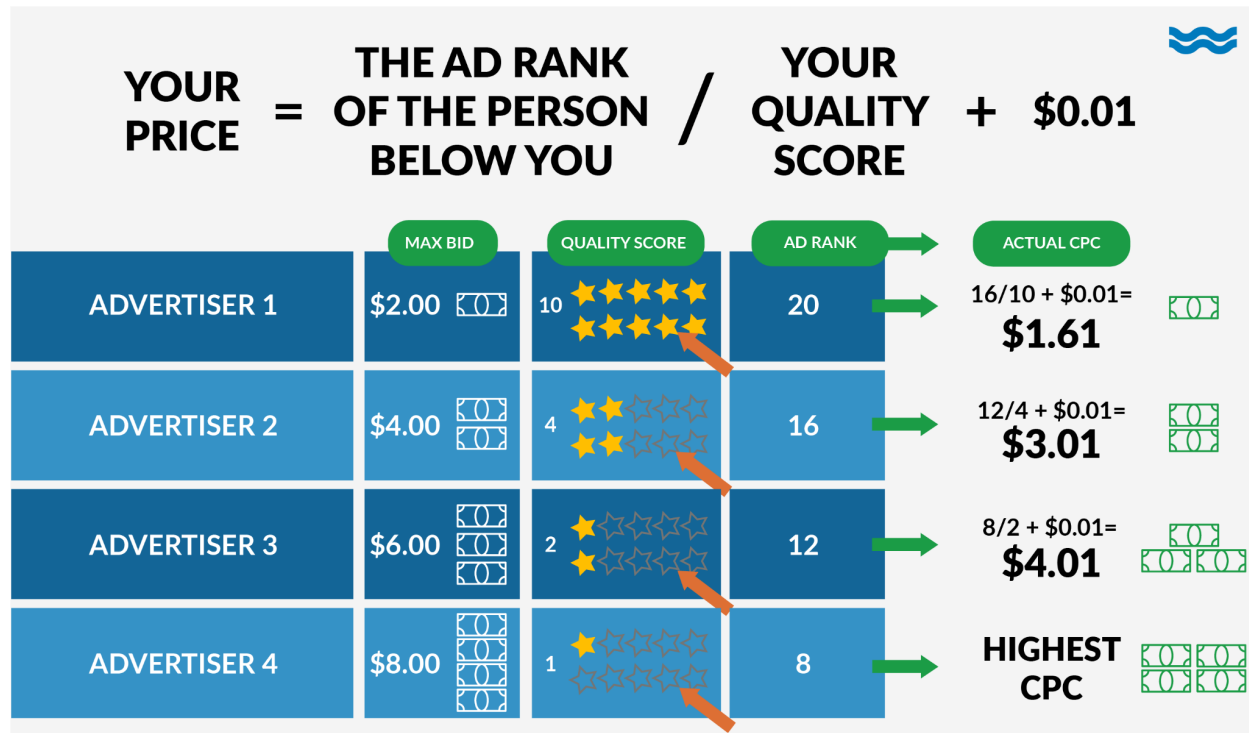 YOUR PRICE = THE AD RANK OF THE PERSON BELOW YOU / YOUR QUALITY SCORE + $0.01
MAX BID QUALITY SCORE AD RANK ACTUAL CPC
ADVERTISER 1 $2.00 10 20 16/10 + $0.01=
$1.61
ADVERTISER 2 $4.00 4 16 12/4 + $0.01=
$3.01
ADVERTISER 3 $6.00 2 12 8/2 + $0.01=
$4.01
ADVERTISER 4 $8.00 1 8 HIGHEST
CPC